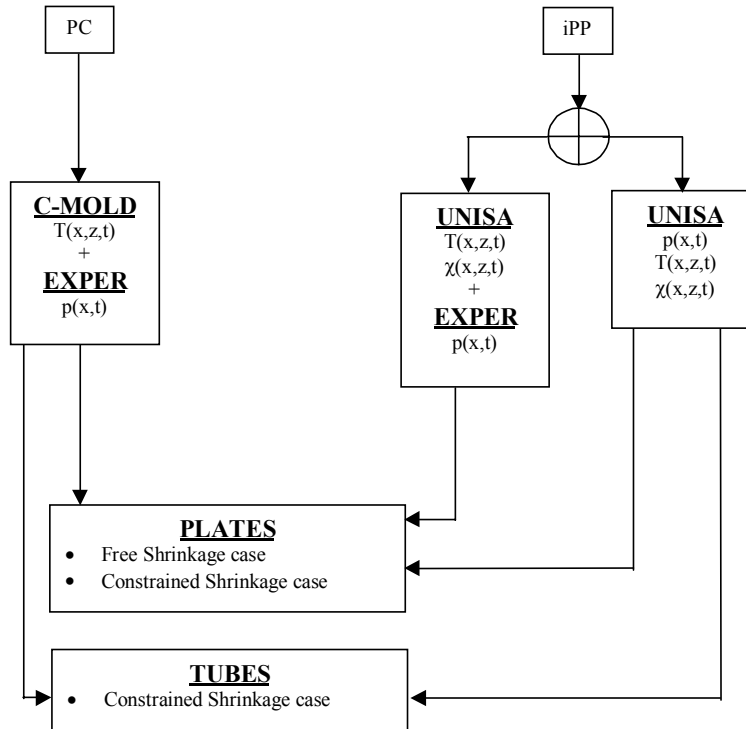 PC
iPP
C-MOLD
T(x,z,t)
+
EXPER
p(x,t)
UNISA
T(x,z,t)
χ(x,z,t)
+
EXPER
p(x,t)
UNISA
p(x,t)
T(x,z,t)
χ(x,z,t)
PLATES
• Free Shrinkage case
• Constrained Shrinkage case
TUBES
• Constrained Shrinkage case